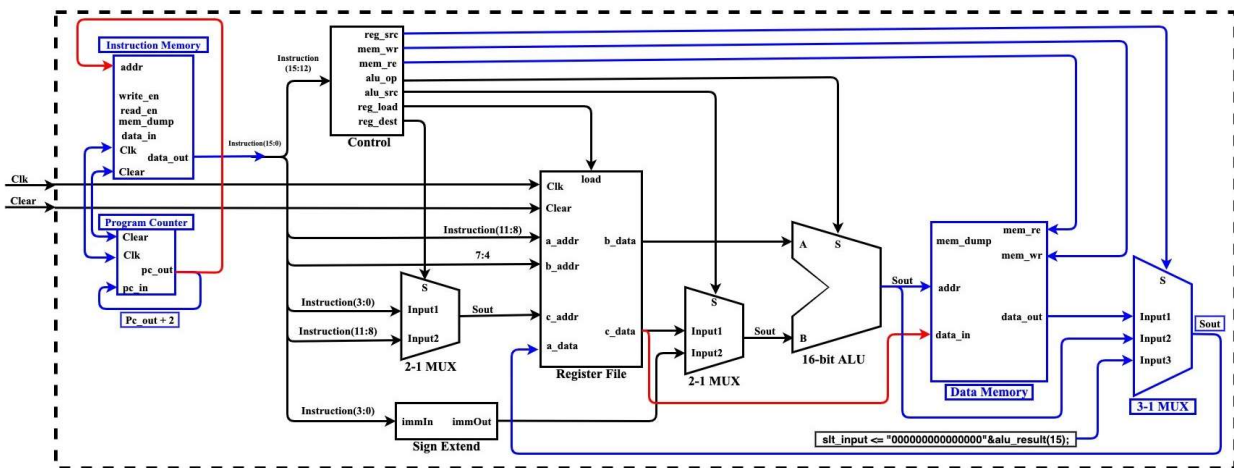 Instruction Memory
addr
write_en
read_en
mem_dump
data_in
Clk
data_out
Clear
Clk
Clear
Program Counter
Clear
Clk
pc_out
pc_in
Pc_out + 2
Instruction(15:0)
Instruction
(15:12)
reg_src
mem_wr
mem_re
alu_op
alu_src
reg_load
reg_dest
Control
Instruction(11:8)
7:4
Instruction(3:0)
Instruction(11:8)
S
Input1
Input2
Sout
2-1 MUX
Instruction(3:0)
immIn
immOut
Sign Extend
load
Clk
Clear
a_addr
b_addr
c_addr
a_data
b_data
c_data
Register File
S
Input1
Input2
Sout
2-1 MUX
A
S
B
16-bit ALU
Sout
mem_re
mem_dump
mem_wr
addr
data_out
data_in
Data Memory
S
Input1
Input2
Input3
Sout
3-1 MUX
slt_input <= "000000000000000"&alu_result(15);